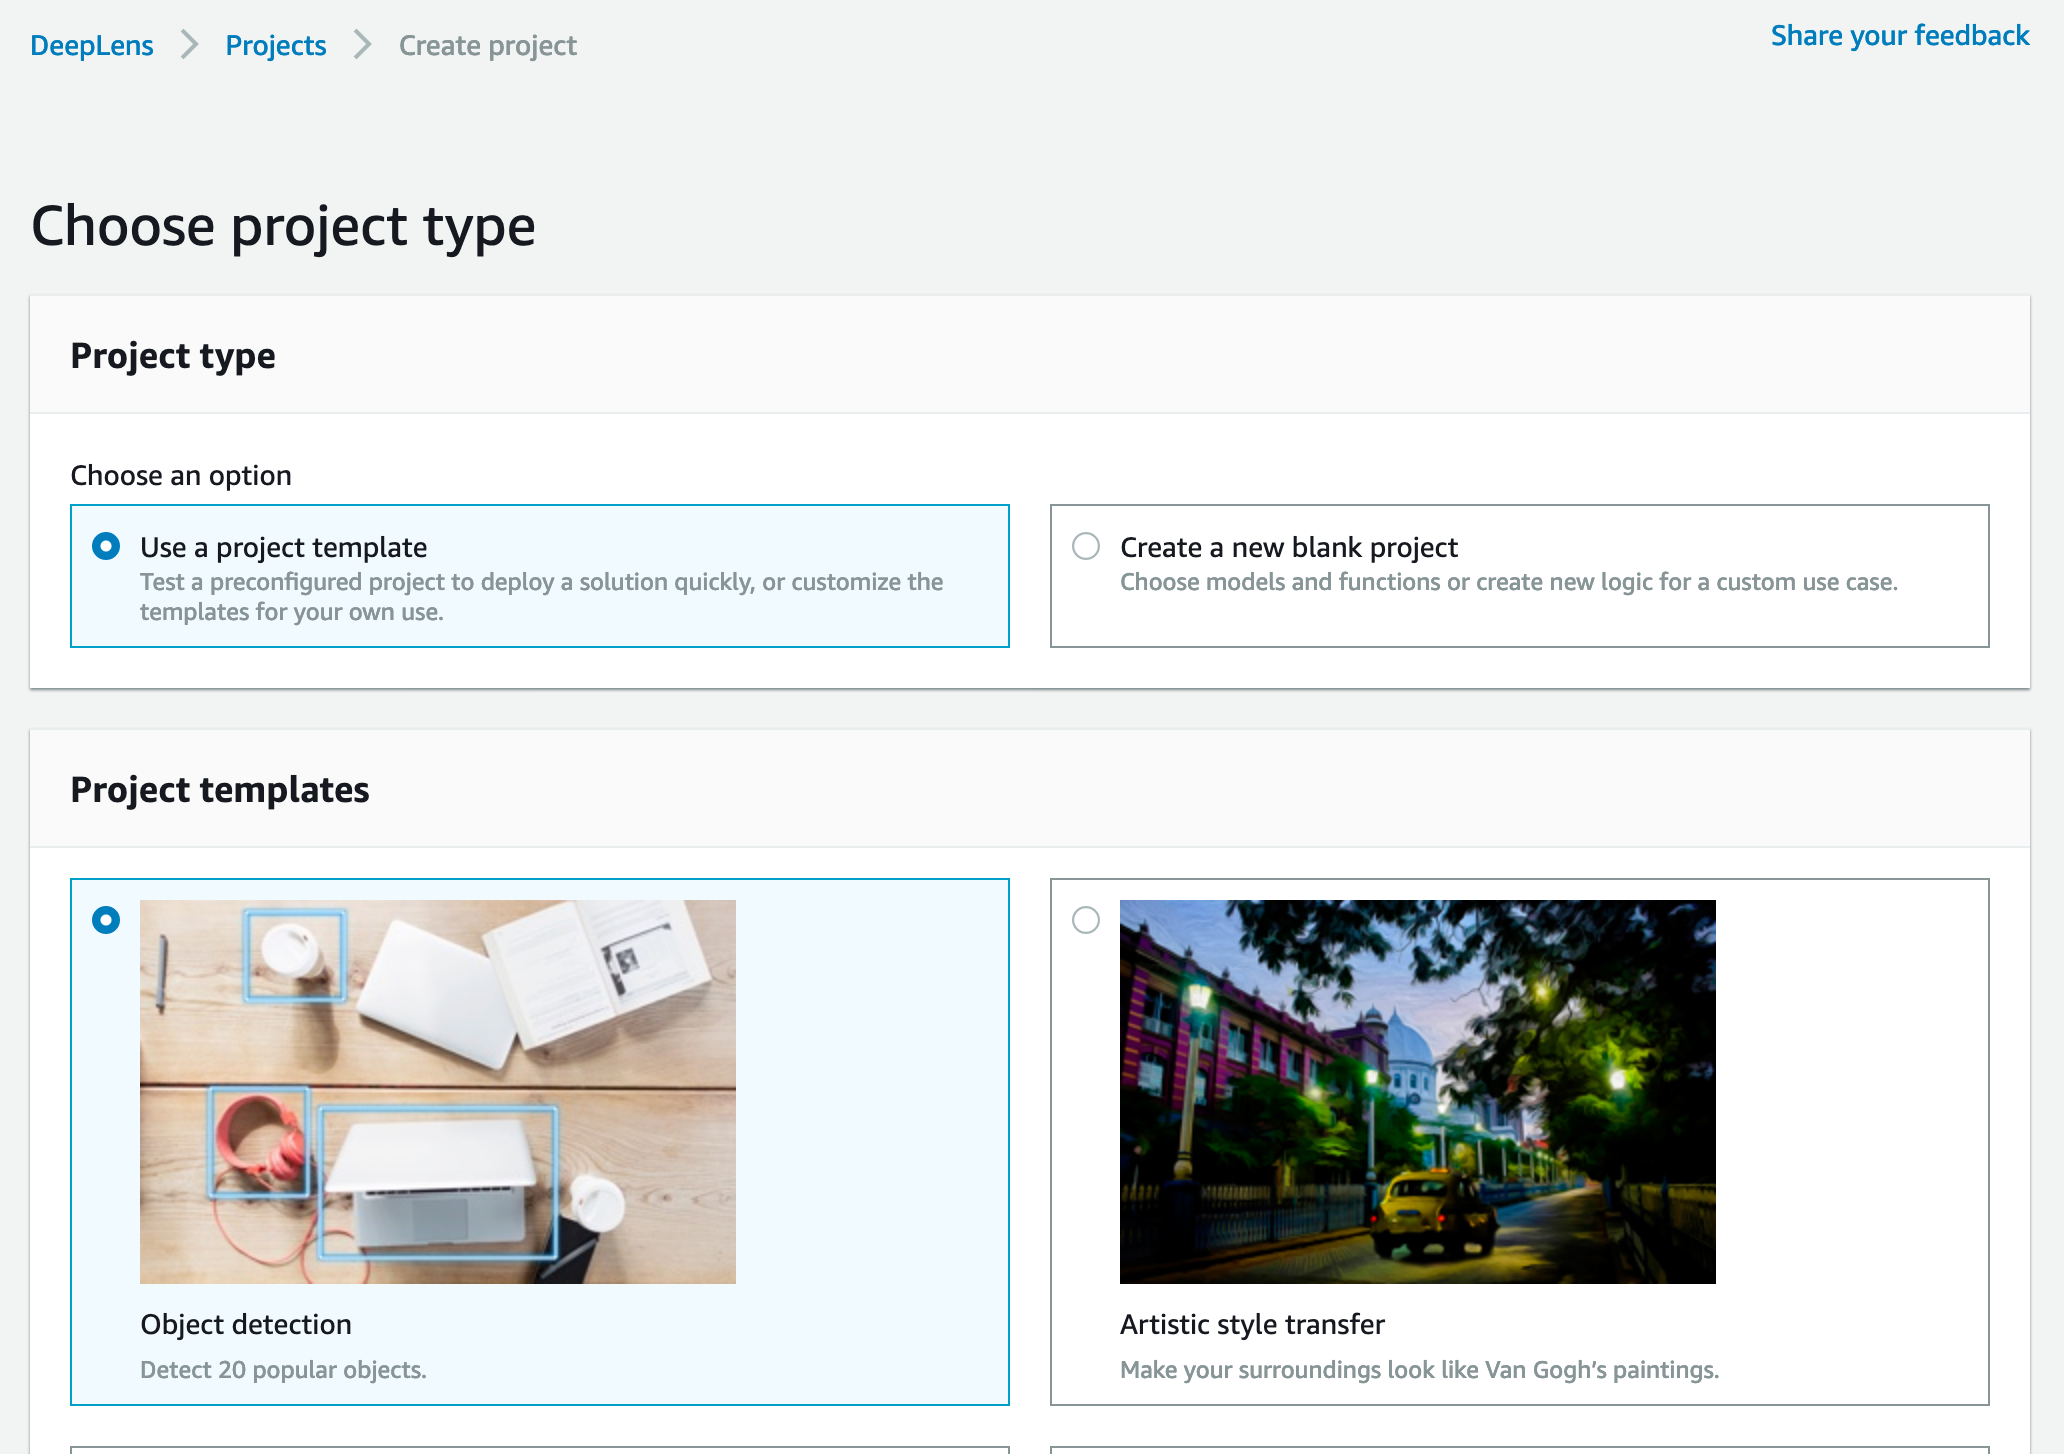 DeepLens > Projects > Create project
Share your feedback
Choose project type
Project type
Choose an option
Use a project template
Test a preconfigured project to deploy a solution quickly, or customize the
templates for your own use.
Create a new blank project
Choose models and functions or create new logic for a custom use case.
Project templates
Object detection
Detect 20 popular objects.
Artistic style transfer
Make your surroundings look like Van Gogh’s paintings.